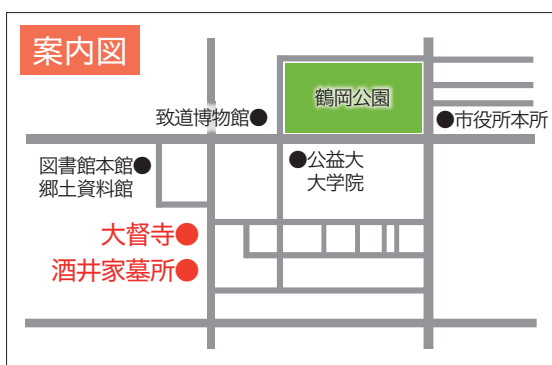 案内図
鶴岡公園
致道博物館
市役所本所
図書館本館
郷土資料館
公益大
大学院
大督寺
酒井家墓所